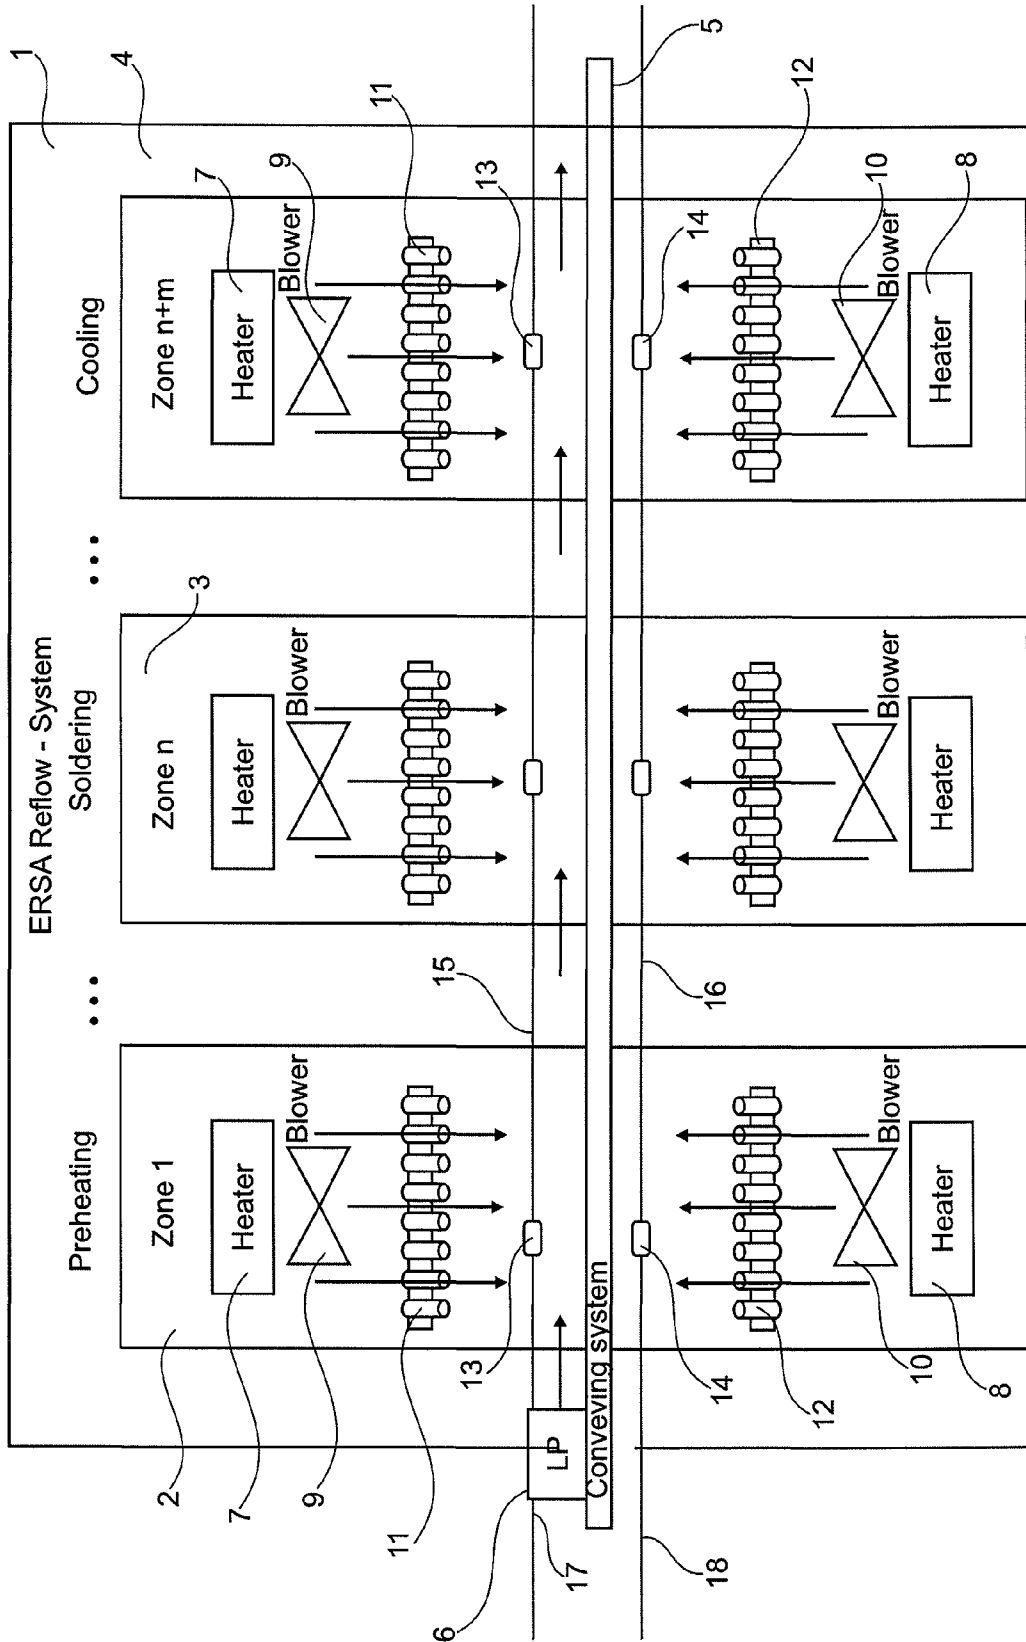 ERSA Reflow - System
Preheating
...
Soldering
...
Cooling
1
4
2
3
Zone 1
Zone n
Zone n+m
7
Heater
Heater
Heater
7
9
Blower
Blower
Blower
9
11
11
13
15
13
6
LP
17
Conveving system
5
18
14
16
14
12
12
10
Blower
Blower
Blower
10
8
Heater
Heater
Heater
8